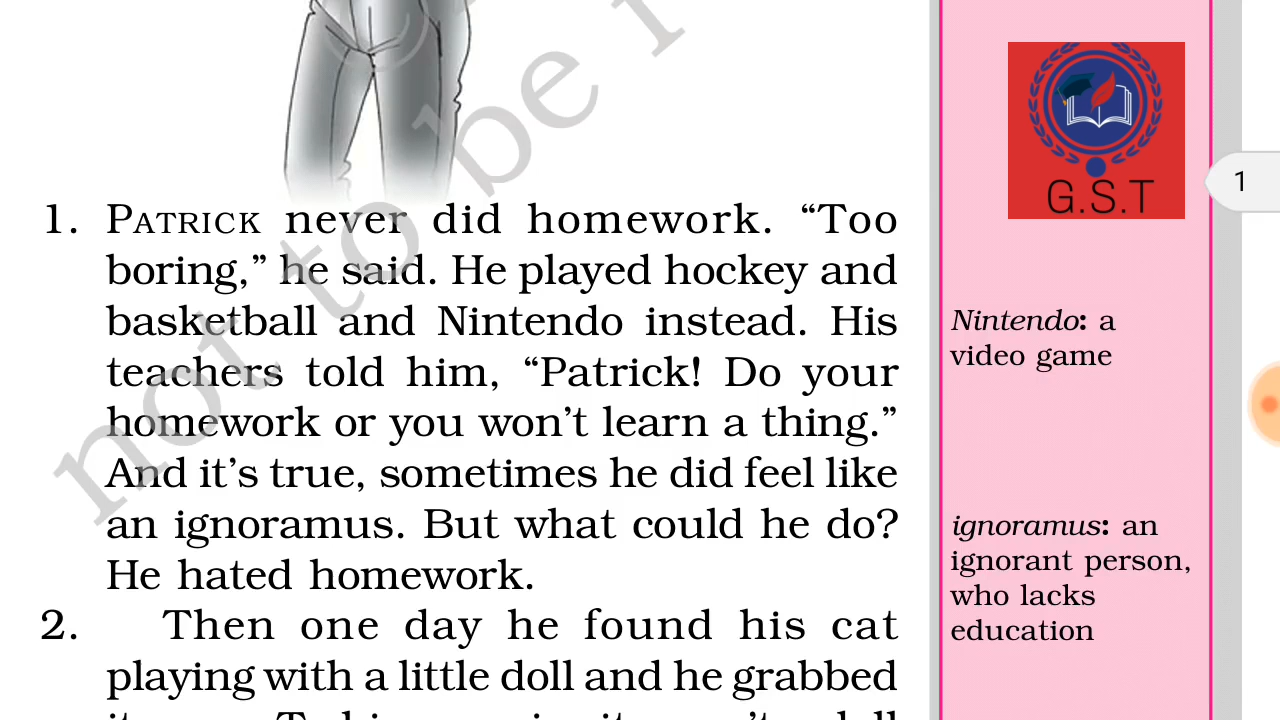 not to be r
G.S.T
1
1. PATRICK never did homework. “Too
boring,” he said. He played hockey and
basketball and Nintendo instead. His
teachers told him, “Patrick! Do your
homework or you won’t learn a thing.”
And it’s true, sometimes he did feel like
an ignoramus. But what could he do?
He hated homework.
2. Then one day he found his cat
playing with a little doll and he grabbed
Nintendo: a
video game
ignoramus: an
ignorant person,
who lacks
education